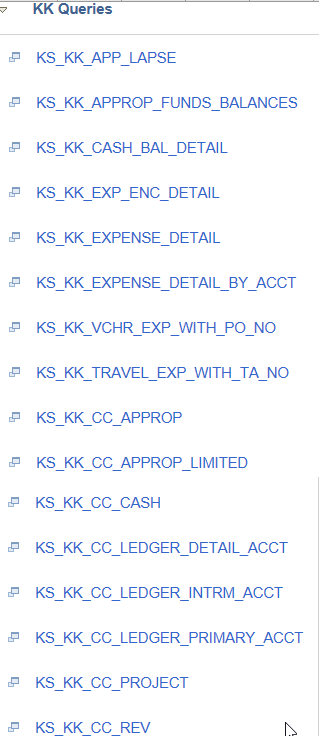 KK Queries
KS_KK_APP_LAPSE
KS_KK_APPROP_FUNDS_BALANCES
KS_KK_CASH_BAL_DETAIL
KS_KK_EXP_ENC_DETAIL
KS_KK_EXPENSE_DETAIL
KS_KK_EXPENSE_DETAIL_BY_ACCT
KS_KK_VCHR_EXP_WITH_PO_NO
KS_KK_TRAVEL_EXP_WITH_TA_NO
KS_KK_CC_APPROP
KS_KK_CC_APPROP_LIMITED
KS_KK_CC_CASH
KS_KK_CC_LEDGER_DETAIL_ACCT
KS_KK_CC_LEDGER_INTRM_ACCT
KS_KK_CC_LEDGER_PRIMARY_ACCT
KS_KK_CC_PROJECT
KS_KK_CC_REV